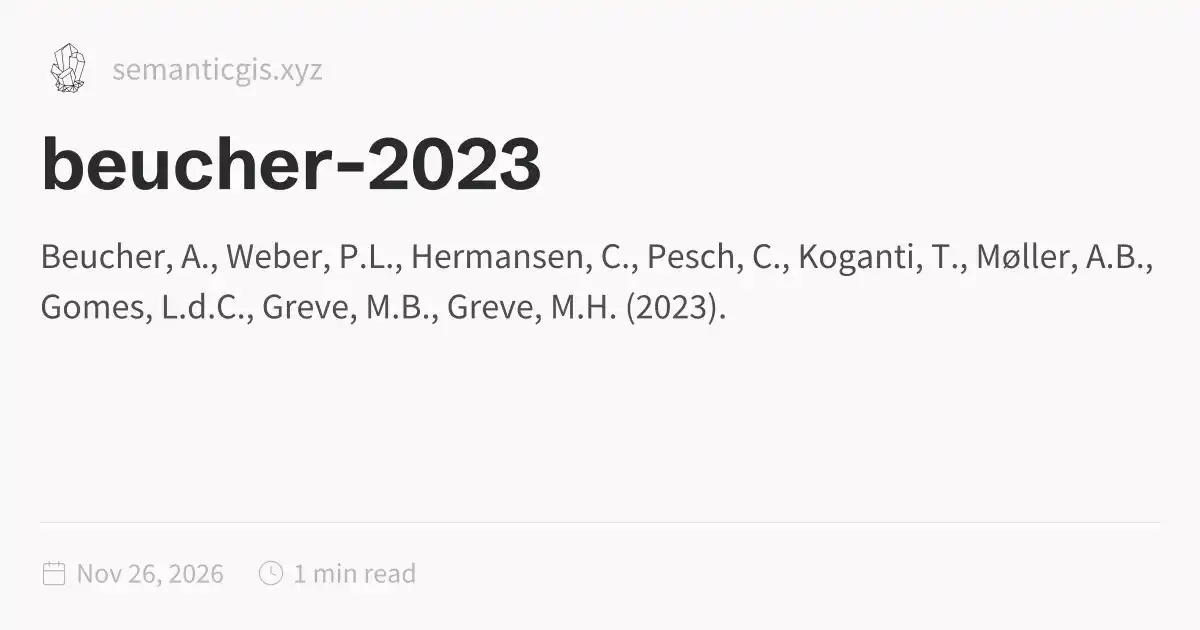 semanticgis.xyz
beucher-2023
Beucher, A., Weber, P.L., Hermansen, C., Pesch, C., Koganti, T., Møller, A.B.,
Gomes, L.d.C., Greve, M.B., Greve, M.H. (2023).
Nov 26, 2026 1 min read